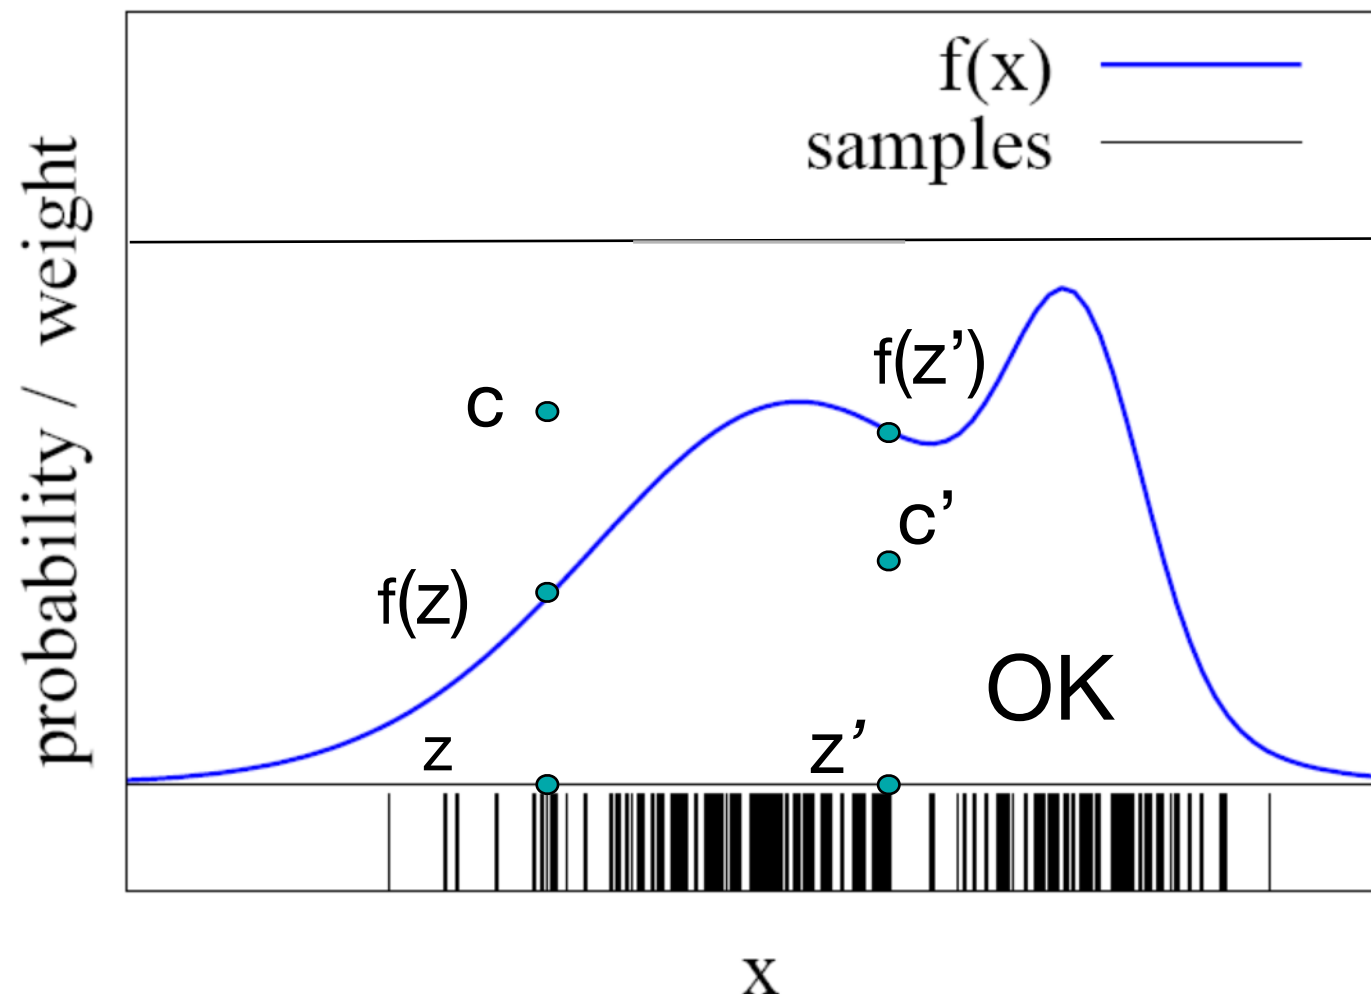 f(x)
samples
probability / weight
f(z’)
c
c’
f(z)
OK
z
z’
x